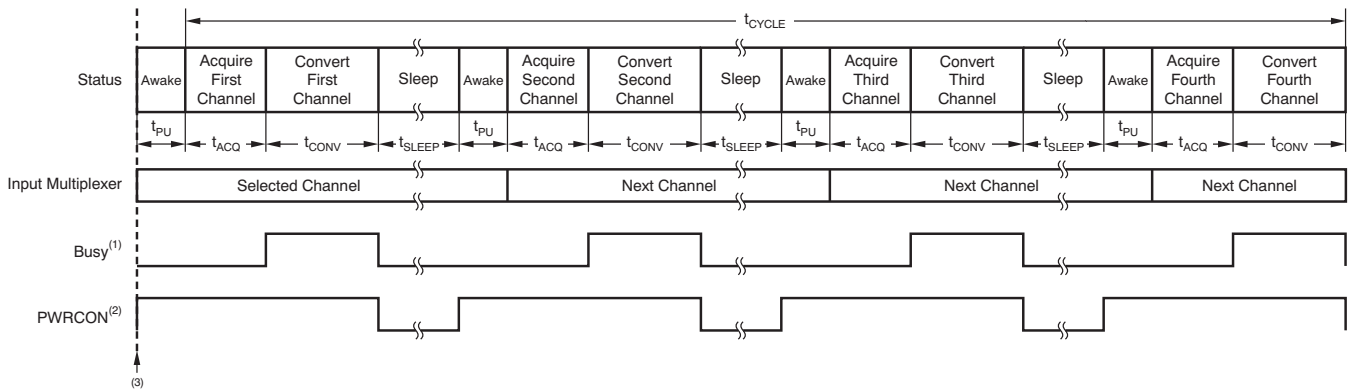 tCYCLE
Status
Awake
Acquire
First
Channel
Convert
First
Channel
Sleep
Awake
Acquire
Second
Channel
Convert
Second
Channel
Sleep
Awake
Acquire
Third
Channel
Convert
Third
Channel
Sleep
Awake
Acquire
Fourth
Channel
Convert
Fourth
Channel
tPU tACQ tCONV tSLEEP tPU tACQ tCONV tSLEEP tPU tACQ tCONV tSLEEP tPU tACQ tCONV
Input Multiplexer Selected Channel Next Channel Next Channel Next Channel
Busy(1)
PWRCON(2)
(3)